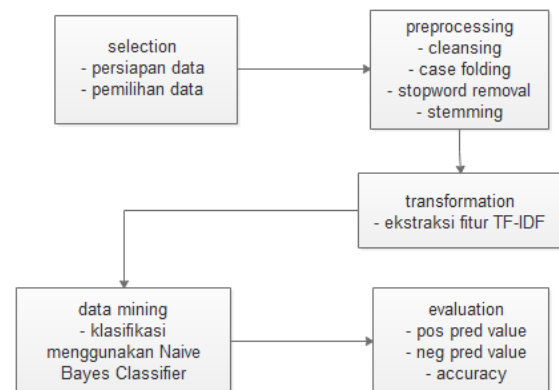 selection
- persiapan data
- pemilihan data
preprocessing
- cleansing
- case folding
- stopword removal
- stemming
transformation
- ekstraksi fitur TF-IDF
data mining
- klasifikasi
menggunakan Naive
Bayes Classifier
evaluation
- pos pred value
- neg pred value
- accuracy